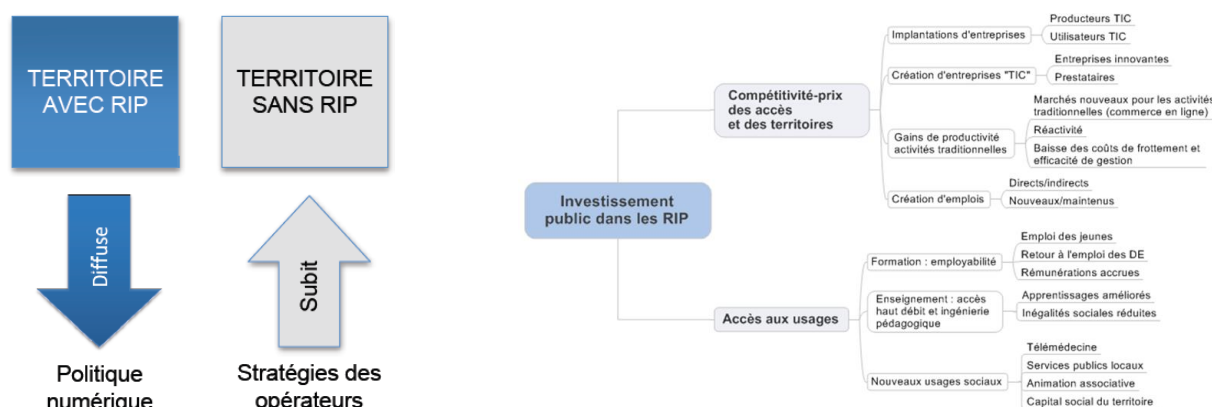 TERRITOIRE
AVEC RIP
Diffuse
Politique
numérique
TERRITOIRE
SANS RIP
Subit
Stratégies des
opérateurs
Investissement
public dans les RIP
Compétitivité-prix
des accès
et des territoires
Implantations d'entreprises
Producteurs TIC
Utilisateurs TIC
Création d'entreprises "TIC"
Entreprises innovantes
Prestataires
Gains de productivité
activités traditionnelles
Marchés nouveaux pour les activités
traditionnelles (commerce en ligne)
Réactivité
Baisse des coûts de frottement et
efficacité de gestion
Création d'emplois
Directs/indirects
Nouveaux/maintenus
Accès aux usages
Formation : employabilité
Emploi des jeunes
Retour à l'emploi des DE
Rémunérations accrues
Enseignement : accès
haut débit et ingénierie
pédagogique
Apprentissages améliorés
Inégalités sociales réduites
Nouveaux usages sociaux
Télémédecine
Services publics locaux
Animation associative
Capital social du territoire